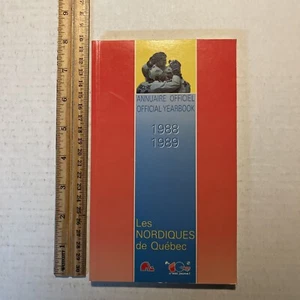 ANNUAIRE OFFICIEL
OFFICIAL YEARBOOK
1988
1989
Les
NORDIQUES
de Québec